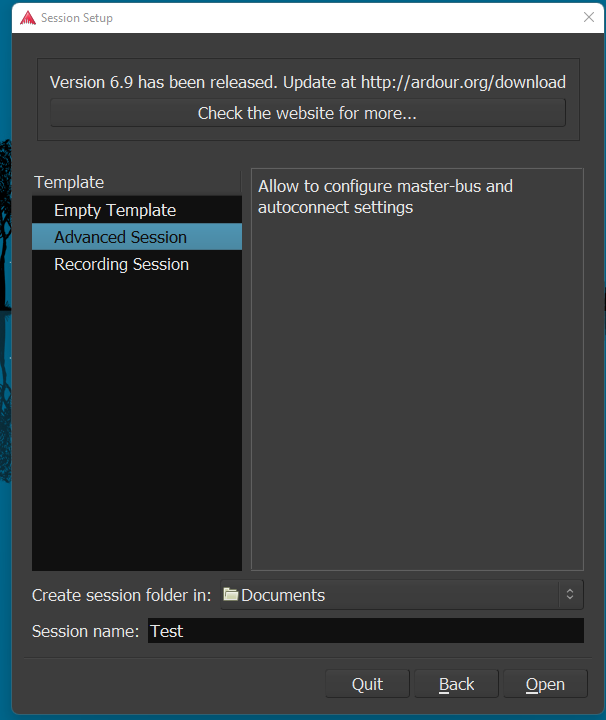 Session Setup
Version 6.9 has been released. Update at http://ardour.org/download
Check the website for more...
Template
Empty Template
Advanced Session
Recording Session
Allow to configure master-bus and
autoconnect settings
Create session folder in: Documents
Session name: Test
Quit Back Open